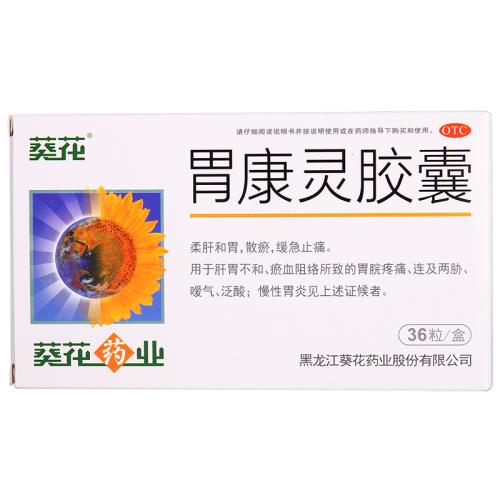 葵花®
请仔细阅读说明书并按说明使用或在药师指导下购买和使用。 OTC
胃康灵胶囊
柔肝和胃,散瘀,缓急止痛。
用于肝胃不和、瘀血阻络所致的胃脘疼痛、连及两胁、
嗳气、泛酸；慢性胃炎见上述证候者。
36粒/盒
葵花药业
黑龙江葵花药业股份有限公司